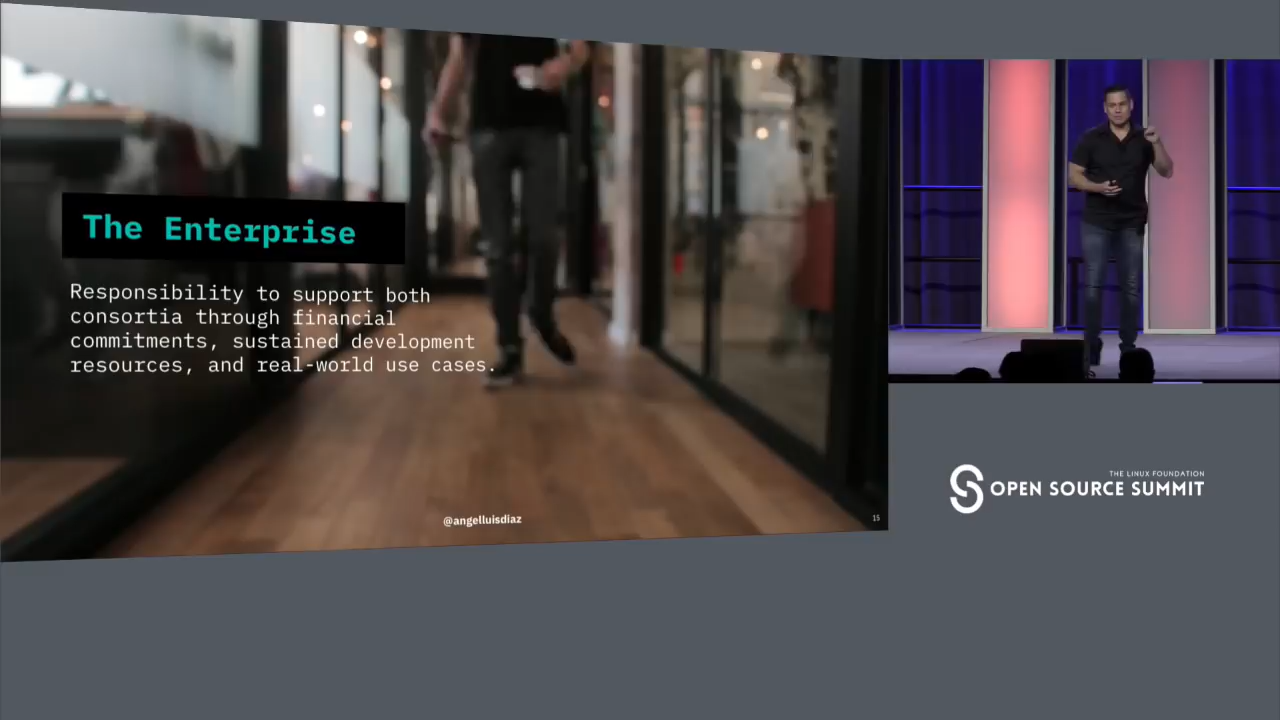 The Enterprise
Responsibility to support both
consortia through financial
commitments, sustained development
resources, and real-world use cases.
@angelluisdiaz
15
THE LINUX FOUNDATION
OPEN SOURCE SUMMIT